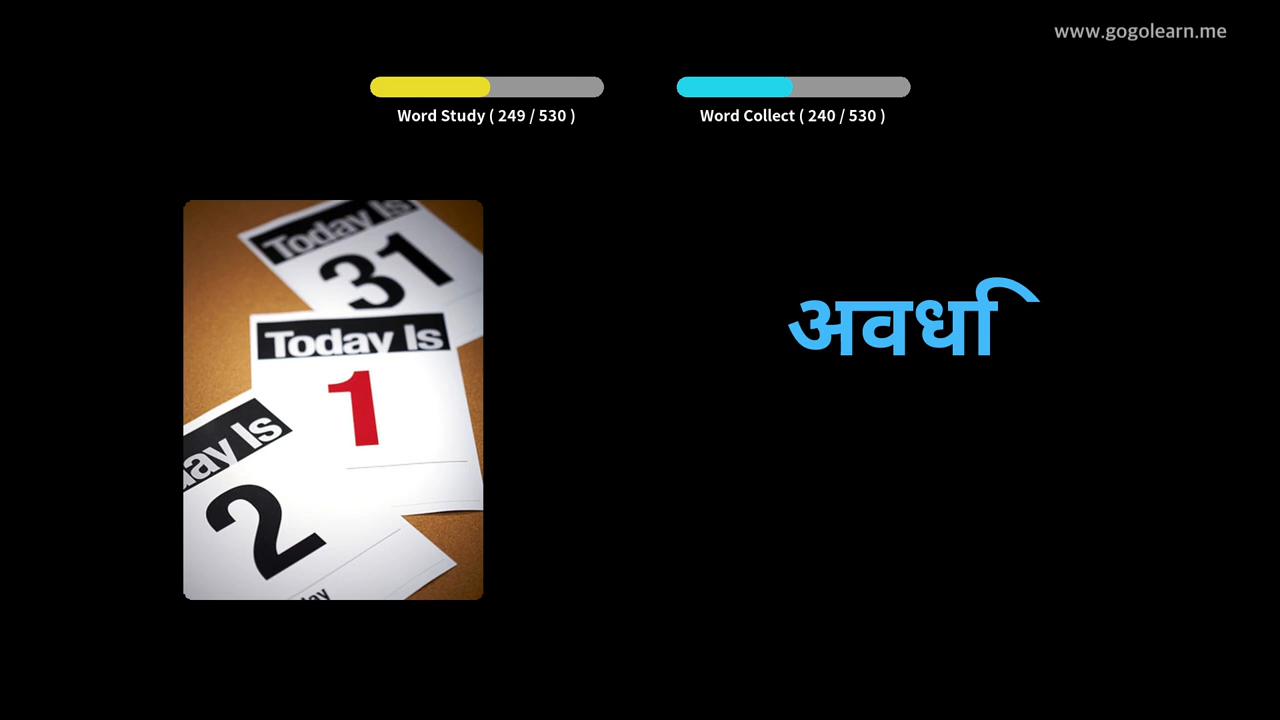 www.gogolearn.me
Word Study ( 249 / 530 )
Word Collect ( 240 / 530 )
Today Is
31
Today Is
1
day Is
2
day
अवधि